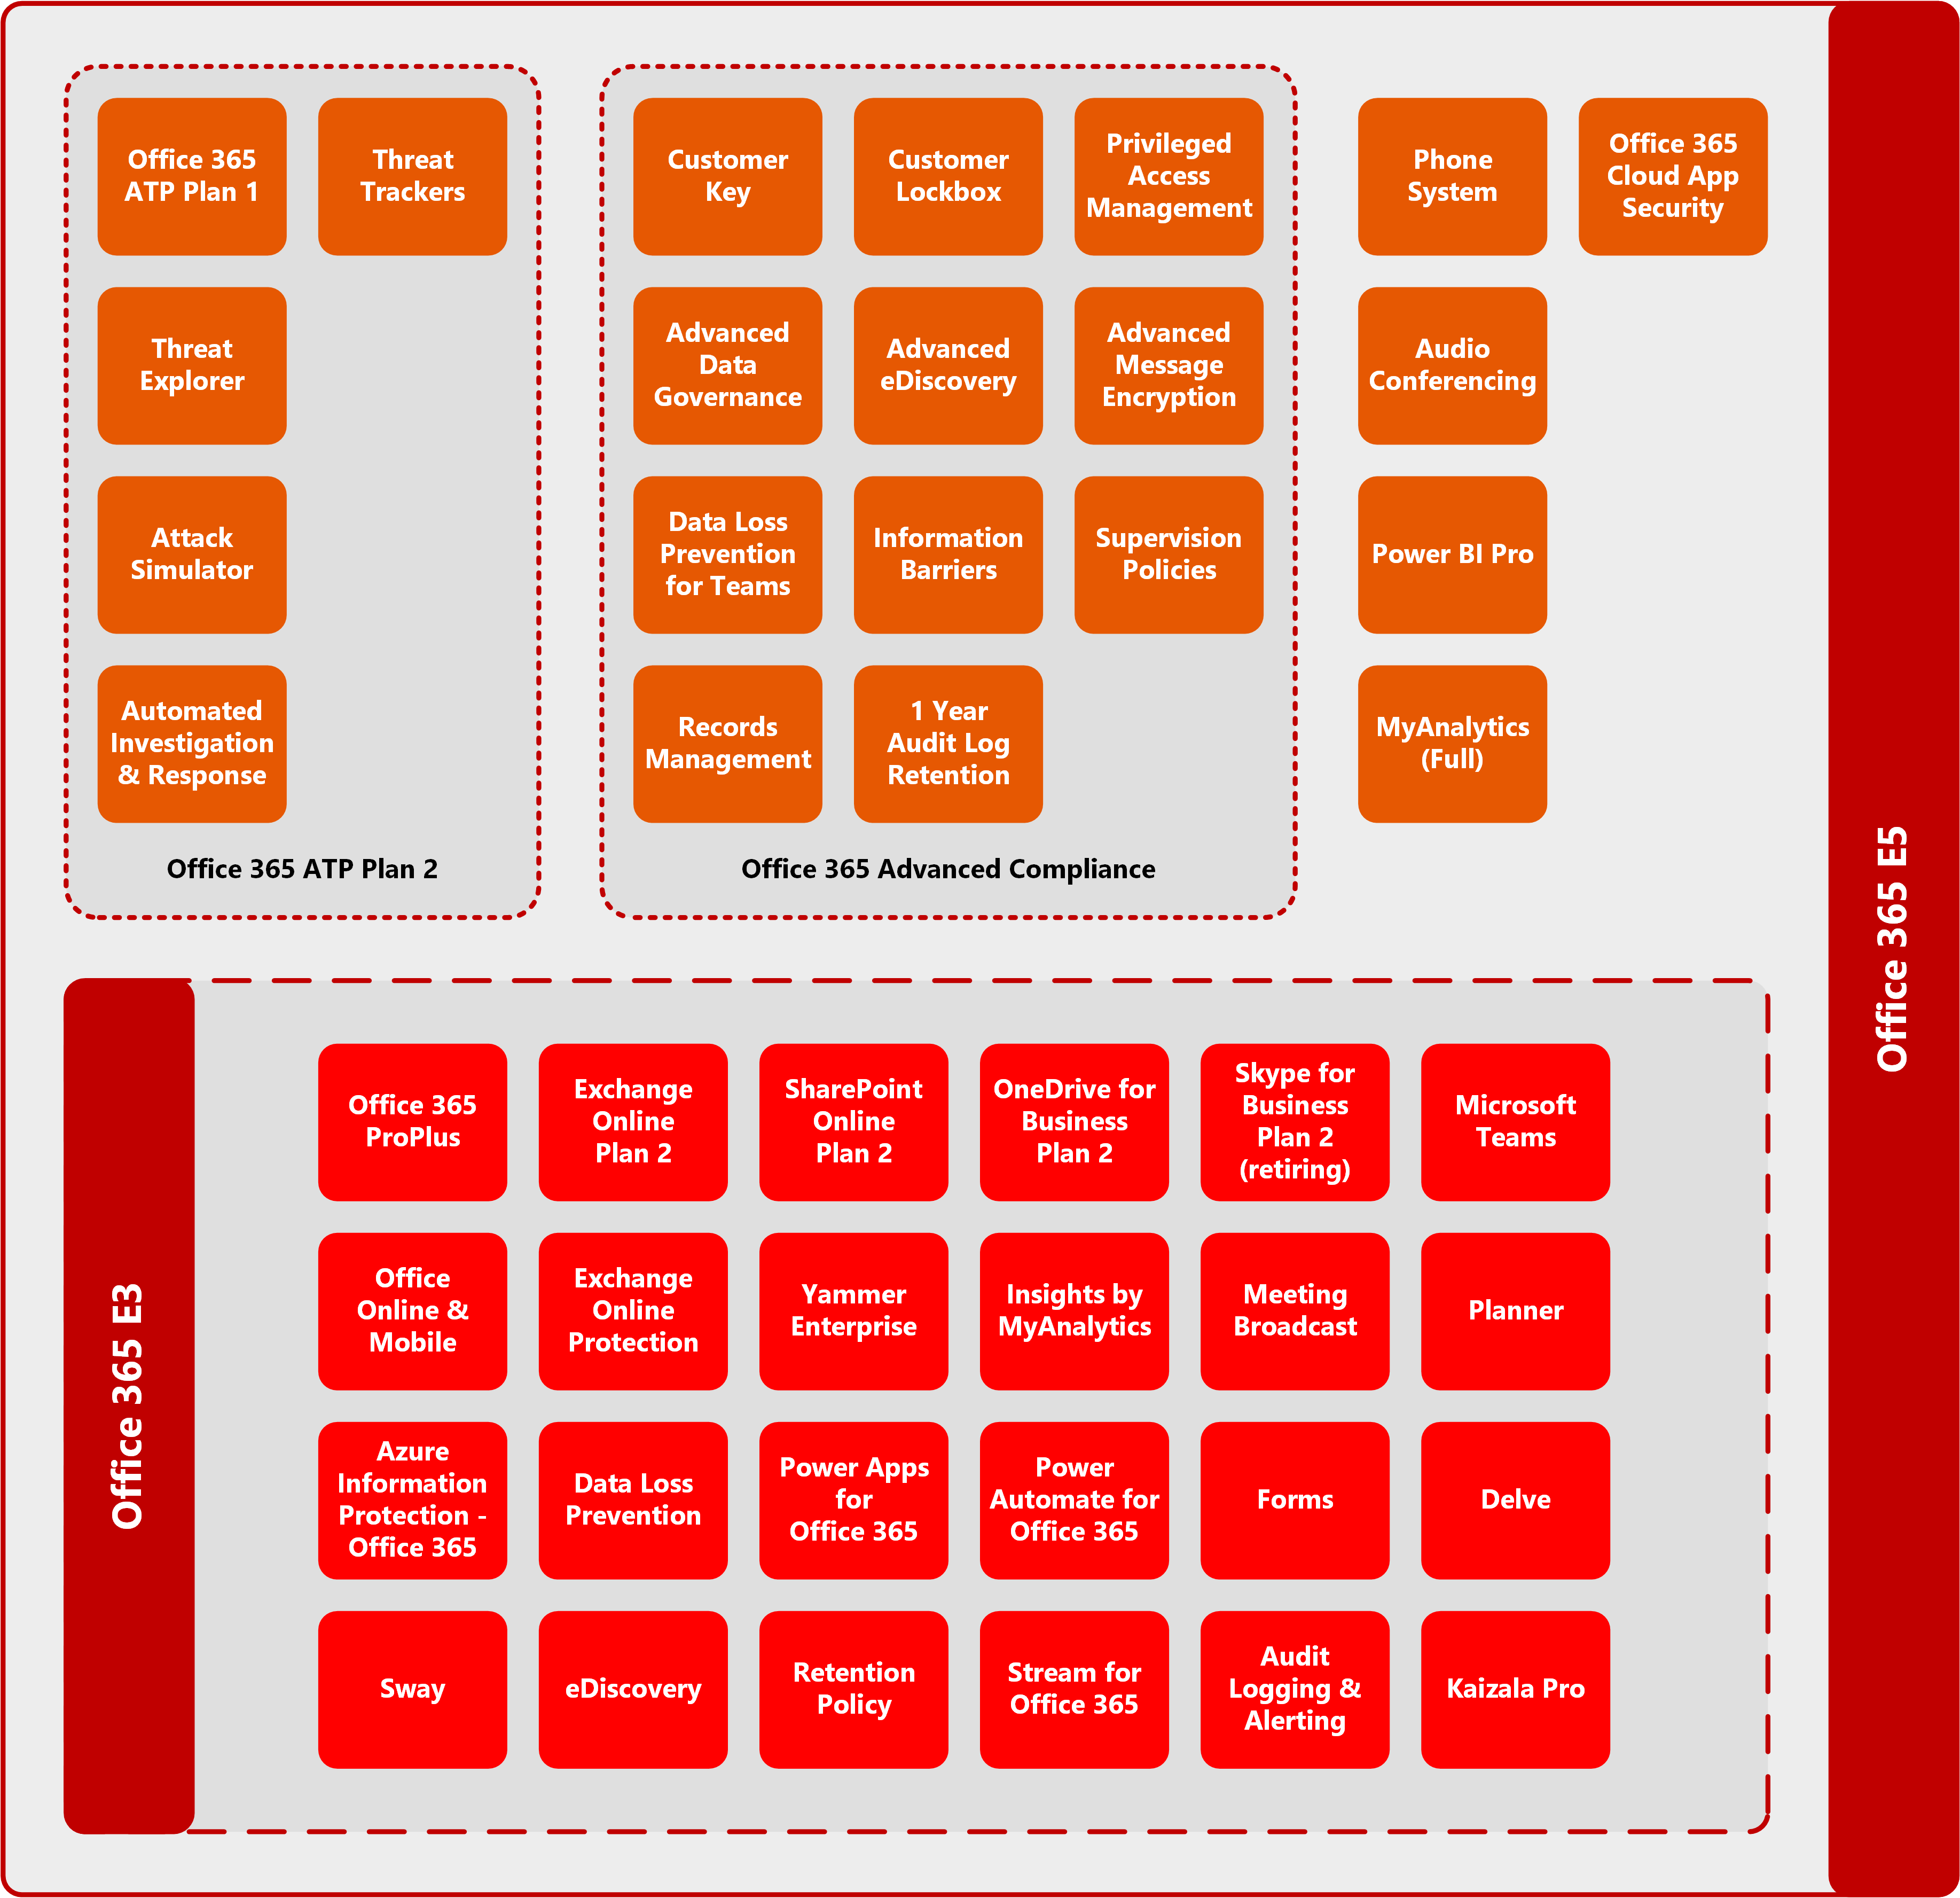 Office 365
ATP Plan 1
Threat
Trackers
Threat
Explorer
Attack
Simulator
Automated
Investigation
& Response
Office 365 ATP Plan 2
Customer
Key
Customer
Lockbox
Privileged
Access
Management
Advanced
Data
Governance
Advanced
eDiscovery
Advanced
Message
Encryption
Data Loss
Prevention
for Teams
Information
Barriers
Supervision
Policies
Records
Management
1 Year
Audit Log
Retention
Office 365 Advanced Compliance
Phone
System
Office 365
Cloud App
Security
Audio
Conferencing
Power BI Pro
MyAnalytics
(Full)
Office 365 E5
Office 365 E3
Office 365
ProPlus
Exchange
Online
Plan 2
SharePoint
Online
Plan 2
OneDrive for
Business
Plan 2
Skype for
Business
Plan 2
(retiring)
Microsoft
Teams
Office
Online &
Mobile
Exchange
Online
Protection
Yammer
Enterprise
Insights by
MyAnalytics
Meeting
Broadcast
Planner
Azure
Information
Protection -
Office 365
Data Loss
Prevention
Power Apps
for
Office 365
Power
Automate for
Office 365
Forms
Delve
Sway
eDiscovery
Retention
Policy
Stream for
Office 365
Audit
Logging &
Alerting
Kaizala Pro